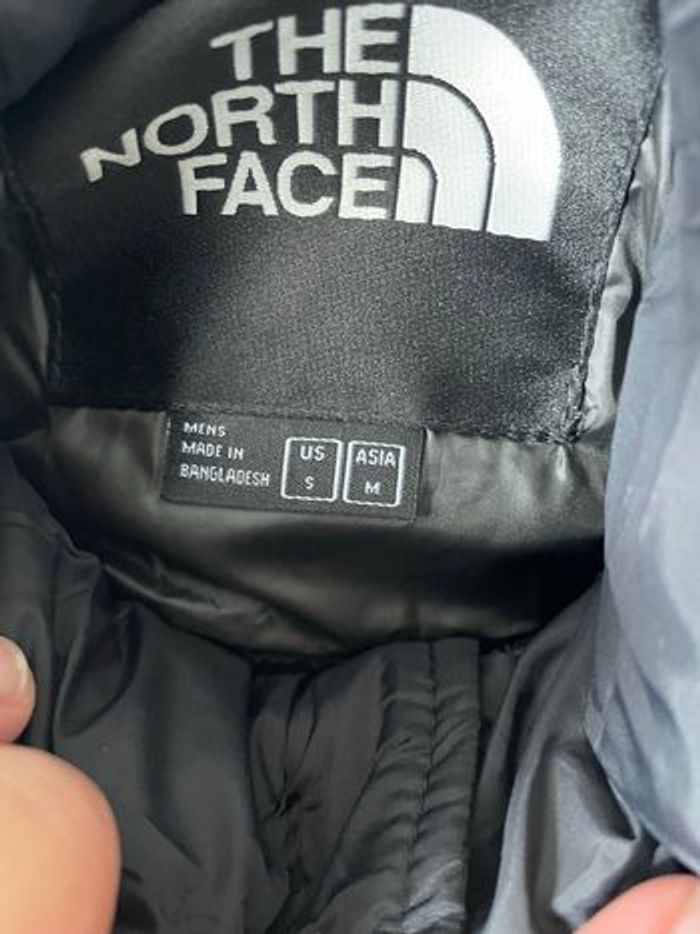 THE
NORTH
FACE
MENS
MADE IN
BANGLADESH
US
S
ASIA
M